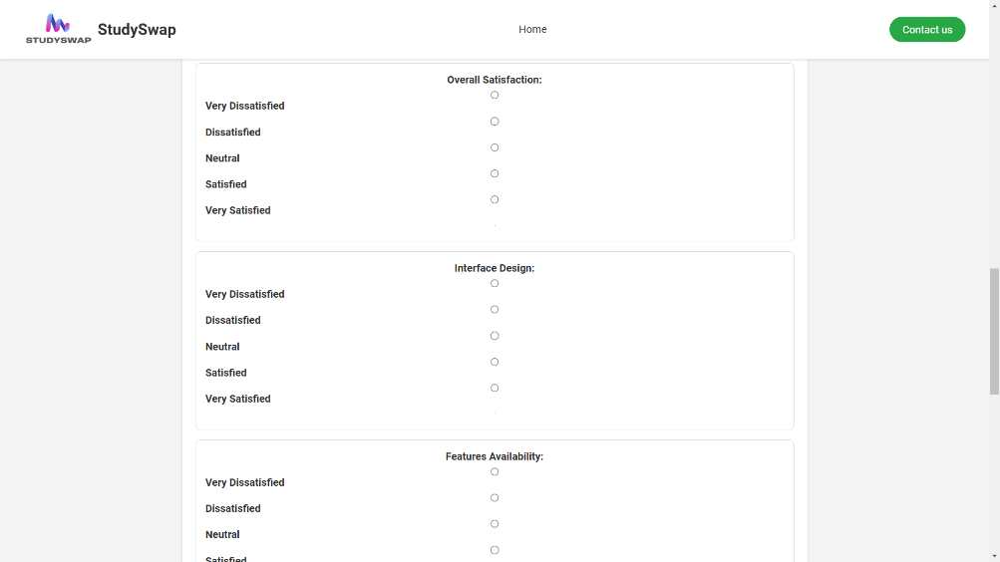 STUDYSWAP
StudySwap
Home
Contact us
Overall Satisfaction:
Very Dissatisfied
Dissatisfied
Neutral
Satisfied
Very Satisfied
Interface Design:
Very Dissatisfied
Dissatisfied
Neutral
Satisfied
Very Satisfied
Features Availability:
Very Dissatisfied
Dissatisfied
Neutral
Satisfied